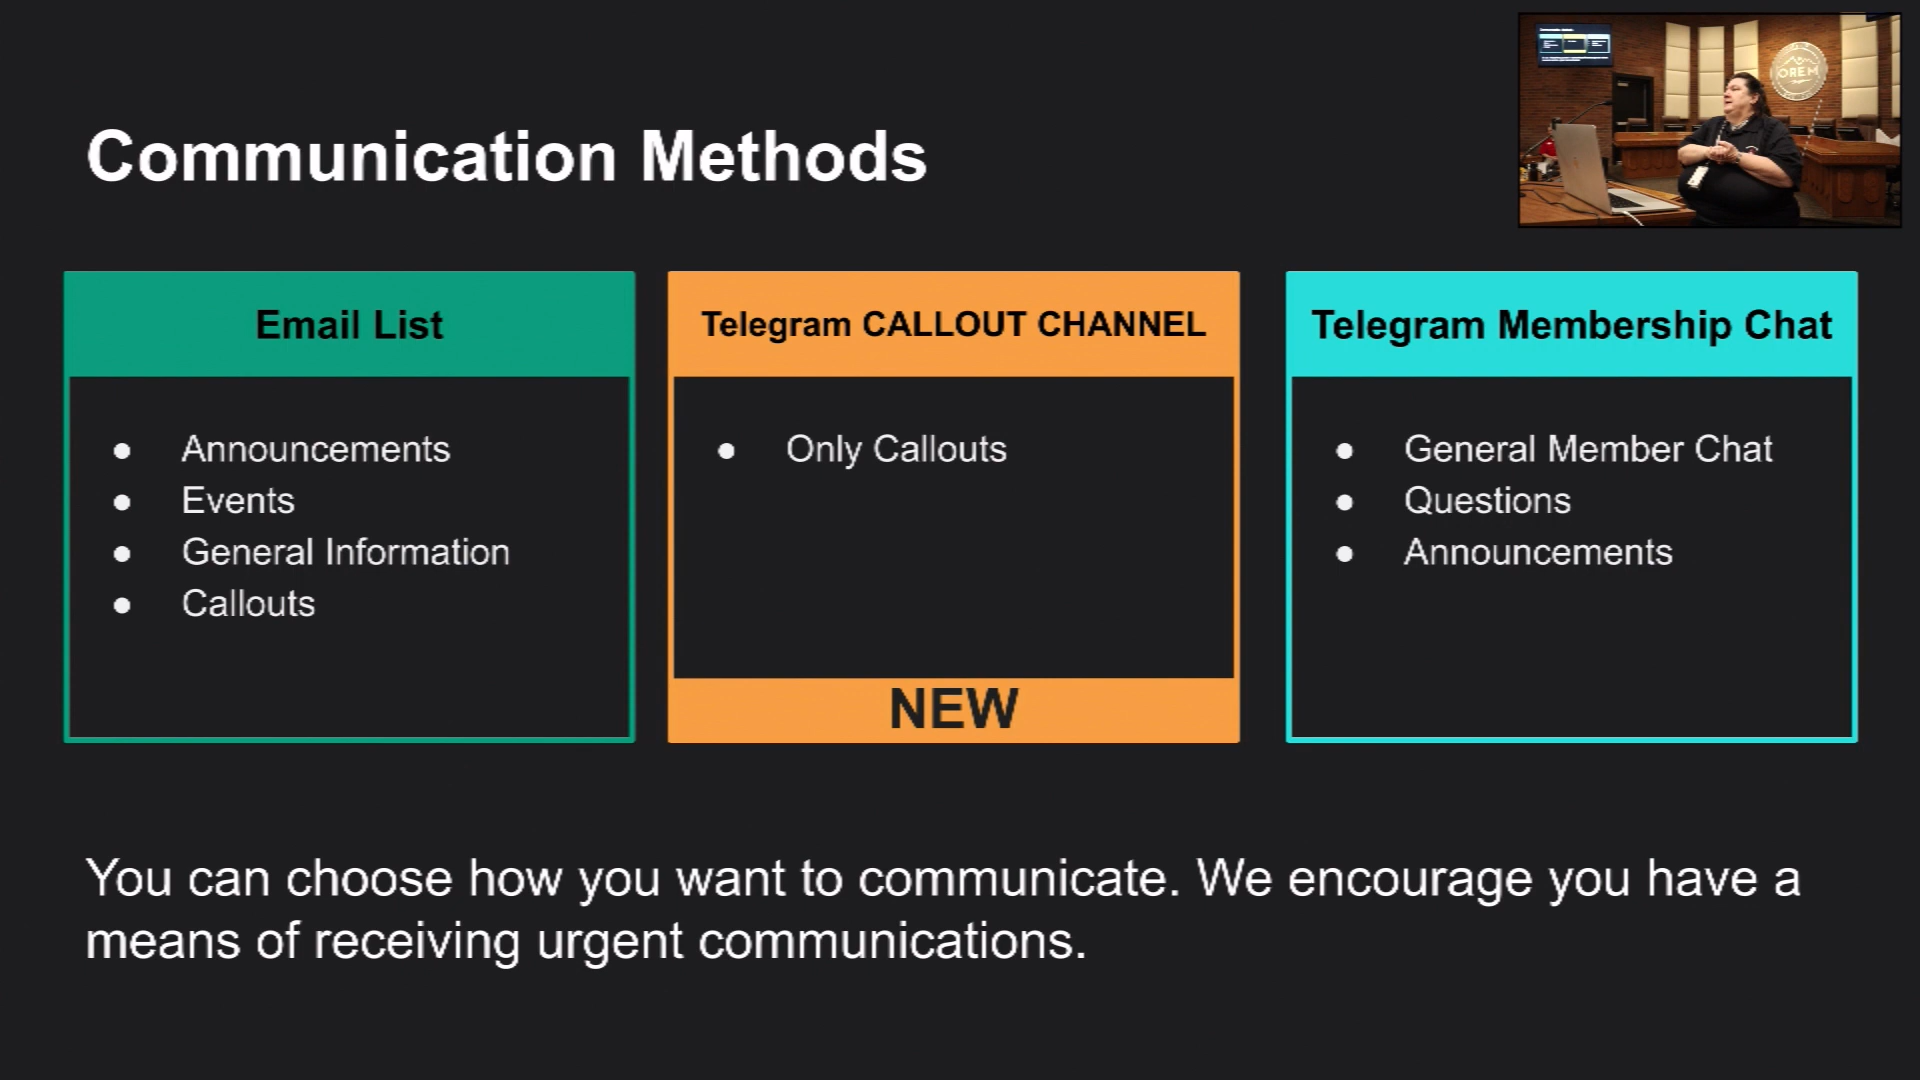 Communication Methods
OREM
Email List
Announcements
Events
General Information
Callouts
Telegram CALLOUT CHANNEL
Only Callouts
NEW
Telegram Membership Chat
General Member Chat
Questions
Announcements
You can choose how you want to communicate. We encourage you have a
means of receiving urgent communications.